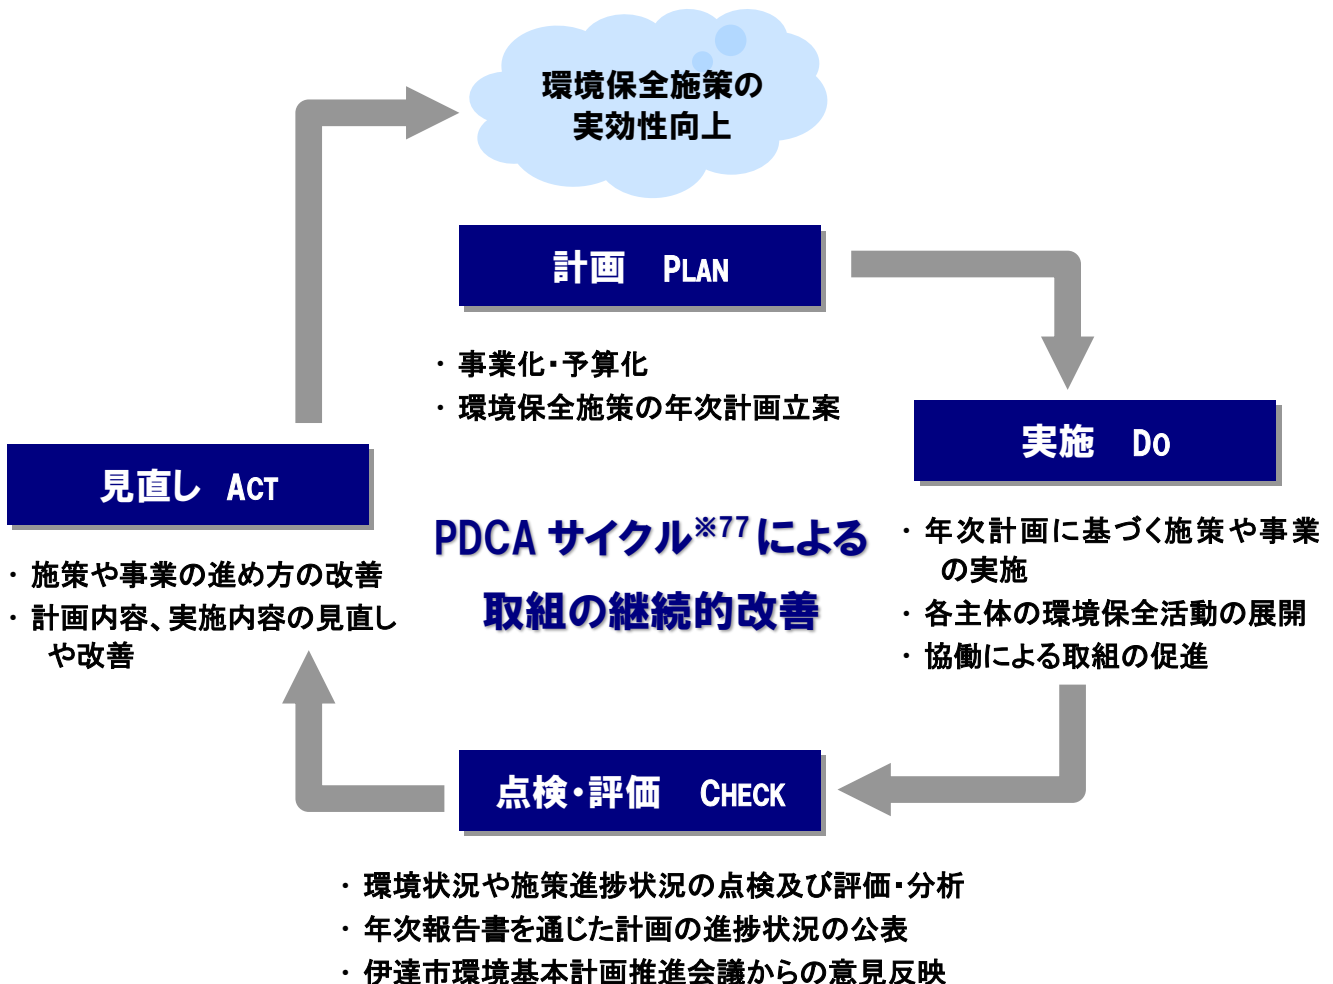 環境保全施策の
実効性向上
計画　PLAN
・事業化・予算化
・環境保全施策の年次計画立案
実施　DO
・年次計画に基づく施策や事業
の実施
・各主体の環境保全活動の展開
・協働による取組の促進
見直し　ACT
・施策や事業の進め方の改善
・計画内容、実施内容の見直し
や改善
PDCA サイクル※77による
取組の継続的改善
点検・評価　CHECK
・環境状況や施策進捗状況の点検及び評価・分析
・年次報告書を通じた計画の進捗状況の公表
・伊達市環境基本計画推進会議からの意見反映